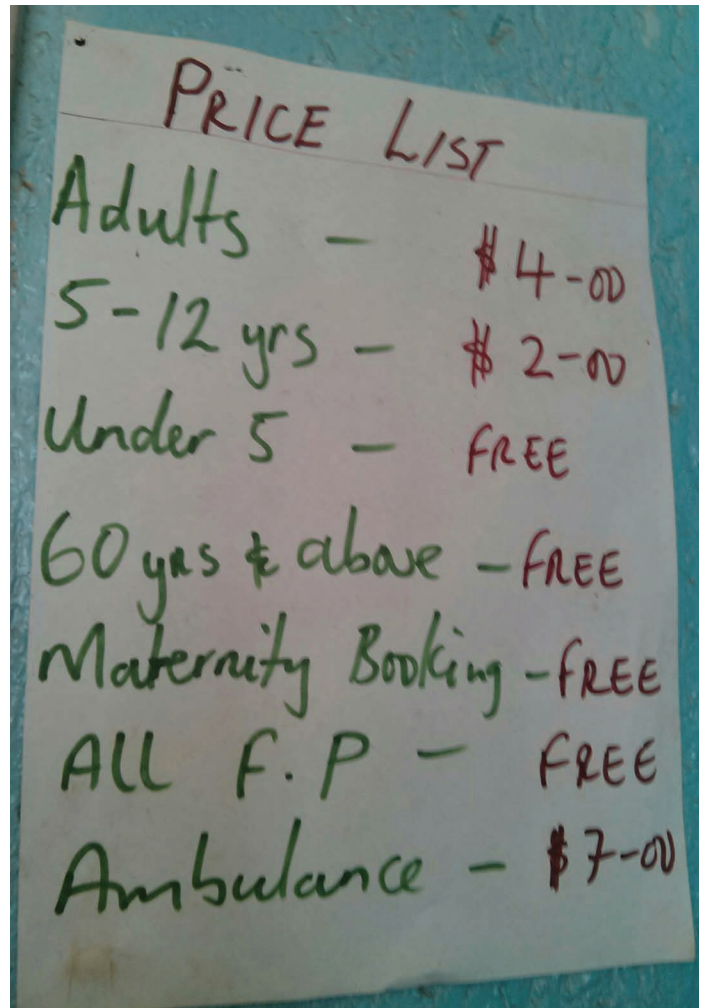 PRICE LIST
Adults - $4-00
5-12 yrs - $2-00
Under 5 - FREE
60 yrs & above - FREE
Maternity Booking - FREE
All F.P - FREE
Ambulance - $7-00